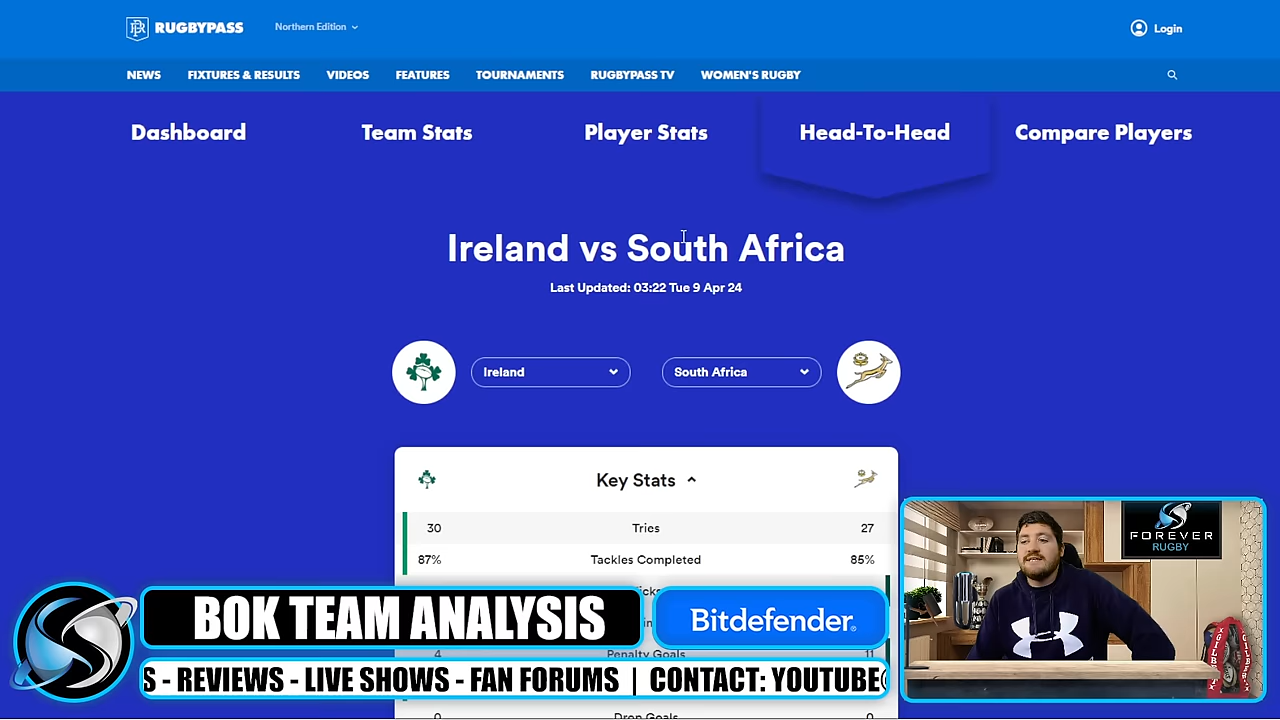 RUGBYPASS
Northern Edition
Login
NEWS FIXTURES & RESULTS VIDEOS FEATURES TOURNAMENTS RUGBYPASS TV WOMEN'S RUGBY
Dashboard Team Stats Player Stats Head-To-Head Compare Players
Ireland vs South Africa
Last Updated: 03:22 Tue 9 Apr 24
Ireland South Africa
Key Stats
30 Tries 27
87% Tackles Completed 85%
4 Penalty Goals 11
0 Drop Goals 0
BOK TEAM ANALYSIS
Bitdefender
S - REVIEWS - LIVE SHOWS - FAN FORUMS | CONTACT: YOUTUBE
FOREVER
RUGBY